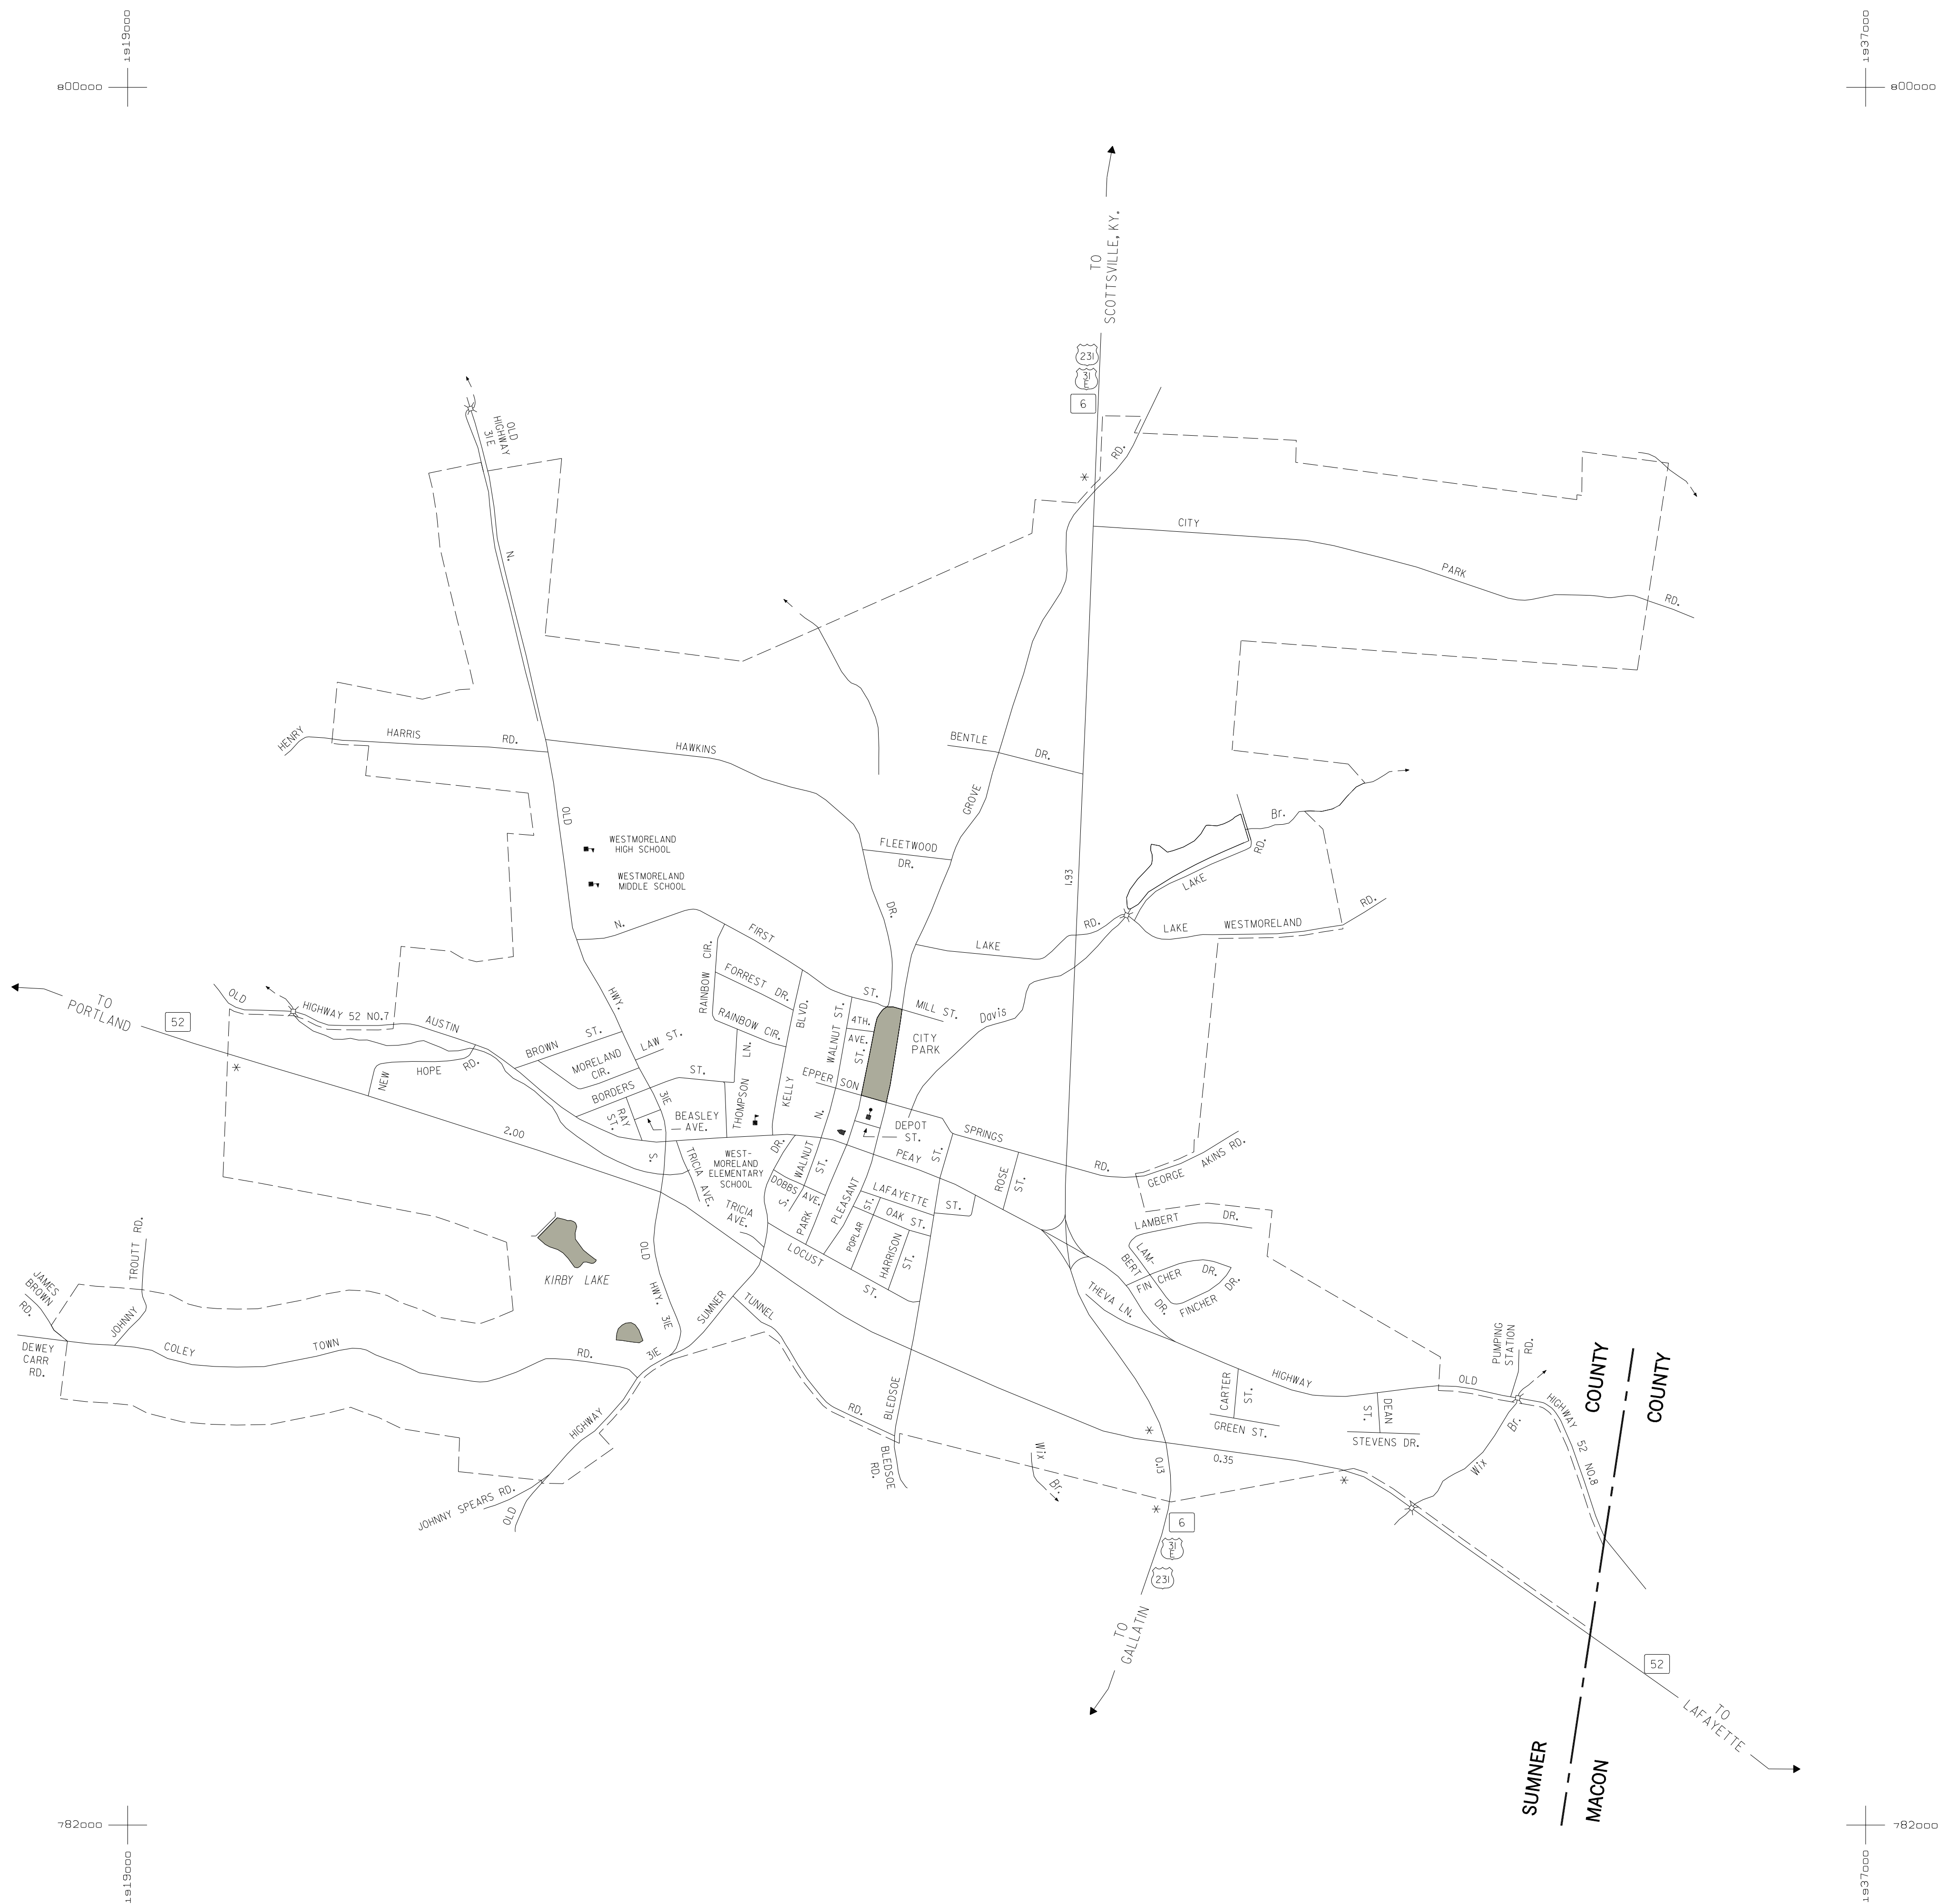 1919000
1937000
800000
800000
TO
SCOTTSVILLE, KY.
231
31
E
6
OLD
HIGHWAY
31E
RD.
*
N.
CITY
PARK
RD.
HENRY
HARRIS
RD.
HAWKINS
BENTLE
DR.
GROVE
OLD
Br.
RD.
LAKE
WESTMORELAND
HIGH SCHOOL
WESTMORELAND
MIDDLE SCHOOL
FLEETWOOD
DR.
1.93
DR.
N.
FIRST
ST.
LAKE
RD.
LAKE
WESTMORELAND
RD.
RAINBOW CIR.
FORREST DR.
RAINBOW CIR.
BLVD.
KELLY
HWY.
TO
PORTLAND
52
OLD
HIGHWAY 52 NO.7
AUSTIN
*
NEW
HOPE
RD.
BROWN
ST.
MORELAND
CIR.
LAW ST.
BORDERS
ST.
RAY
ST.
31E
BEASLEY
AVE.
THOMPSON
LN.
WALNUT ST.
N.
4TH.
AVE.
ST.
MILL ST.
CITY
PARK
Davis
EPPERSON
DEPOT
ST.
SPRINGS
RD.
PEAY
ST.
ROSE
ST.
GEORGE
AKINS RD.
2.00
S.
TRICIA AVE.
WEST-
MORELAND
ELEMENTARY
SCHOOL
TRICIA
AVE.
DR.
WALNUT
S.
ST.
DOBBS AVE.
PARK
PLEASANT
ST.
LAFAYETTE
ST.
OAK ST.
POPLAR
HARRISON
ST.
LOCUST
ST.
LAMBERT
DR.
LAM-
BERT
DR.
FINCHER
DR.
FINCHER
DR.
THEVA LN.
TROUTT RD.
JOHNNY
JAMES
BROWN
RD.
DEWEY
CARR
RD.
COLEY
TOWN
RD.
KIRBY LAKE
OLD
HWY.
31E
SUMNER
TUNNEL
RD.
31E
HIGHWAY
OLD
JOHNNY SPEARS RD.
BLEDSOE
BLEDSOE
RD.
Wix
Br.
*
0.13
0.35
*
*
CARTER
ST.
GREEN ST.
HIGHWAY
DEAN
ST.
STEVENS DR.
OLD
PUMPING
STATION
RD.
HIGHWAY
52
NO.8
Wix
Br.
COUNTY
COUNTY
6
31
E
231
TO
GALLATIN
52
TO
LAFAYETTE
SUMNER
MACON
782000
782000
1919000
1937000